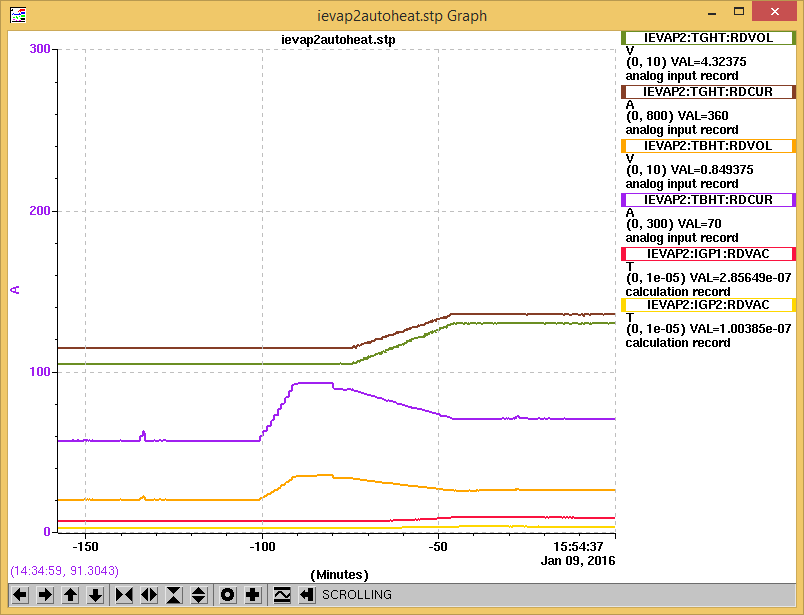 ievap2autoheat.stp Graph
ievap2autoheat.stp
300
200
100
0
A
-150
-100
-50
15:54:37
Jan 09, 2016
(Minutes)
(14:34:59, 91.3043)
IEVAP2:TGHT:RDVOL
V
(0, 10) VAL=4.32375
analog input record
IEVAP2:TGHT:RDCUR
A
(0, 800) VAL=360
analog input record
IEVAP2:TBHT:RDVOL
V
(0, 10) VAL=0.849375
analog input record
IEVAP2:TBHT:RDCUR
A
(0, 300) VAL=70
analog input record
IEVAP2:IGP1:RDVAC
T
(0, 1e-05) VAL=2.85649e-07
calculation record
IEVAP2:IGP2:RDVAC
T
(0, 1e-05) VAL=1.00385e-07
calculation record
SCROLLING